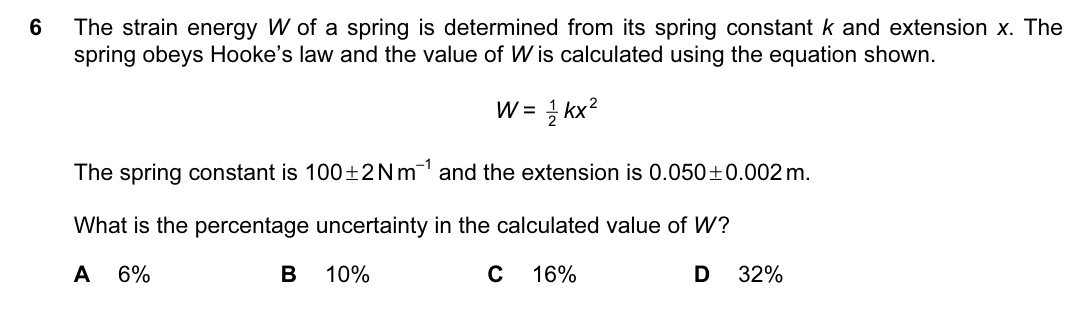 6 The strain energy W of a spring is determined from its spring constant k and extension x. The
spring obeys Hooke's law and the value of W is calculated using the equation shown.
W = ½ kx²
The spring constant is 100±2 N m⁻¹ and the extension is 0.050±0.002 m.
What is the percentage uncertainty in the calculated value of W?
A 6% B 10% C 16% D 32%